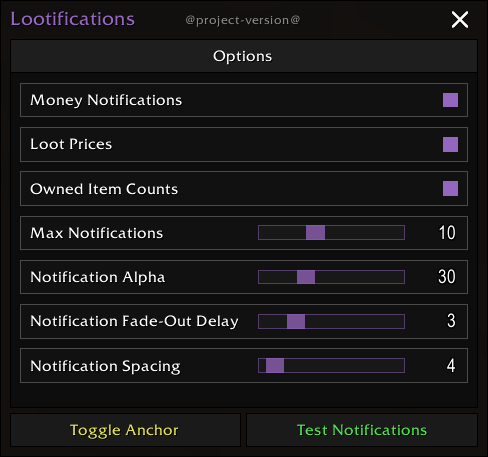 Lootifications @project-version@
Options
Money Notifications
Loot Prices
Owned Item Counts
Max Notifications 10
Notification Alpha 30
Notification Fade-Out Delay 3
Notification Spacing 4
Toggle Anchor Test Notifications